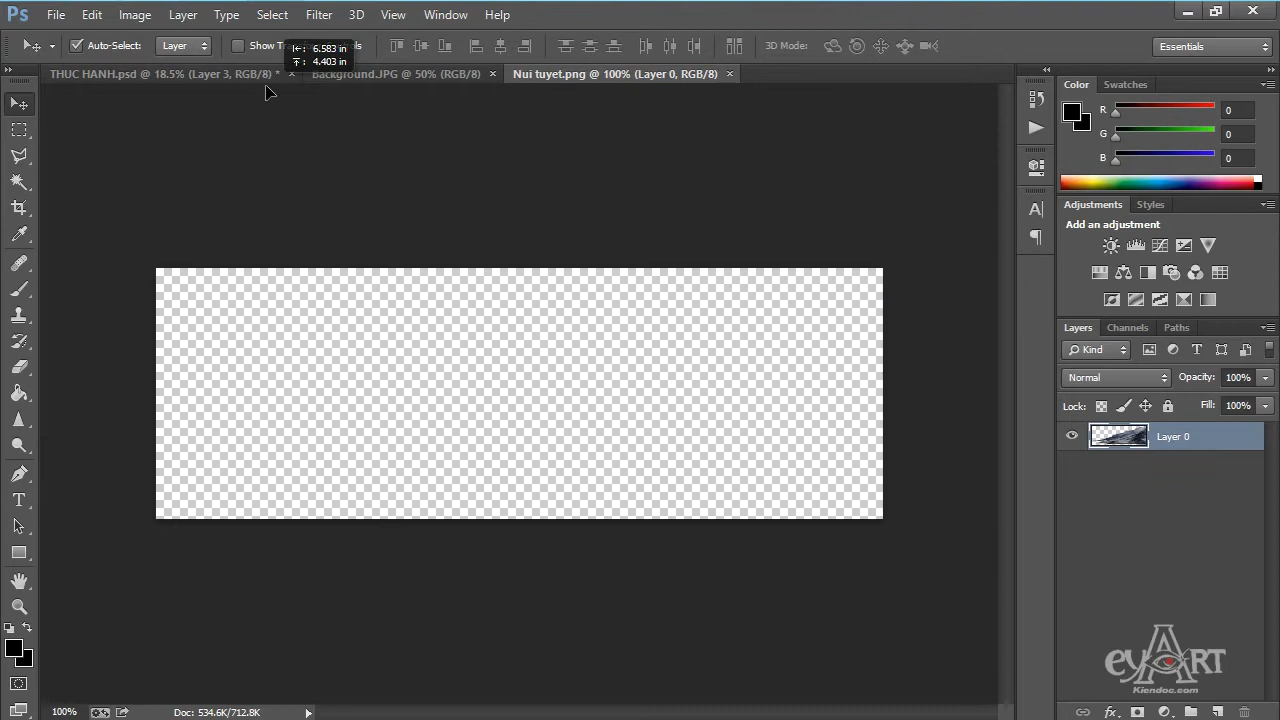 Ps File Edit Image Layer Type Select Filter 3D View Window Help
Auto-Select: Layer Show 3D Mode: Essentials
6.583 in
4.403 in
THUC HANH.psd @ 18.5% (Layer 3, RGB/8) * × Background.JPG @ 50% (RGB/8) × Nui tuyet.png @ 100% (Layer 0, RGB/8) ×
Color Swatches
R 0
G 0
B 0
Adjustments Styles
Add an adjustment
Layers Channels Paths
Kind
Normal Opacity: 100%
Lock: Fill: 100%
Layer 0
eyART
Kiendoc.com
100% Doc: 534.6K/712.8K